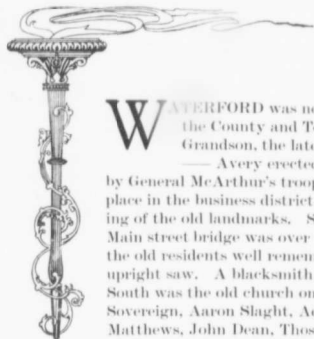 WATERFORD was no
the County and To
Grandson, the late
— Avery erected
by General McArthur's troop
place in the business district
ing of the old landmarks. S
Main street bridge was over
the old residents well remem
upright saw. A blacksmith
South was the old church on
Sovereign, Aaron Slaght, Ad
Matthews, John Dean, Thos